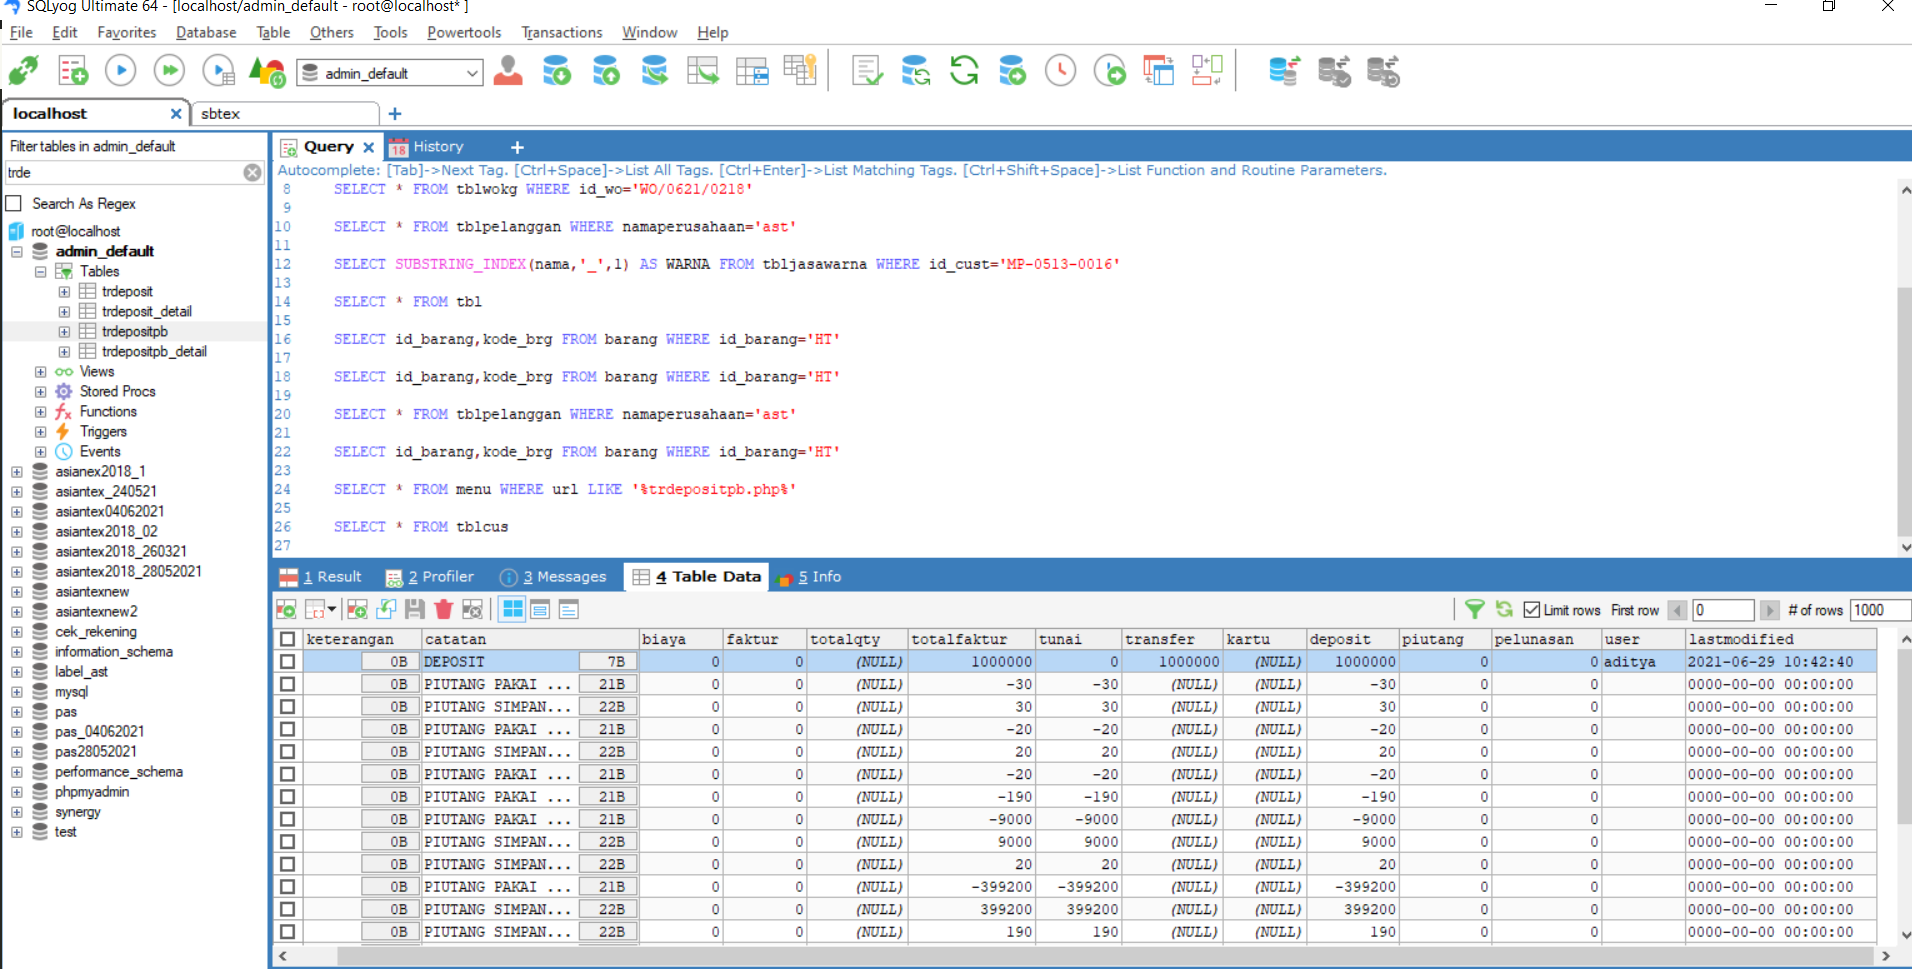 SQLyog Ultimate 64 - [localhost/admin_default - root@localhost* ]
File Edit Favorites Database Table Others Tools Powertools Transactions Window Help
admin_default
localhost sbtex
Filter tables in admin_default
trde
Search As Regex
root@localhost
admin_default
Tables
trdeposit
trdeposit_detail
trdepositpb
trdepositpb_detail
Views
Stored Procs
Functions
Triggers
Events
asianex2018_1
asiantex_240521
asiantex04062021
asiantex2018_02
asiantex2018_260321
asiantex2018_28052021
asiantexnew
asiantexnew2
cek_rekening
information_schema
label_ast
mysql
pas
pas_04062021
pas28052021
performance_schema
phpmyadmin
synergy
test
Query 18 History
Autocomplete: [Tab]->Next Tag. [Ctrl+Space]->List All Tags. [Ctrl+Enter]->List Matching Tags. [Ctrl+Shift+Space]->List Function and Routine Parameters.
8 SELECT * FROM tblwokg WHERE id_wo='WO/0621/0218'
9
10 SELECT * FROM tblpelanggan WHERE namaperusahaan='ast'
11
12 SELECT SUBSTRING_INDEX(nama,'_',1) AS WARNA FROM tbljasawarna WHERE id_cust='MP-0513-0016'
13
14 SELECT * FROM tbl
15
16 SELECT id_barang,kode_brg FROM barang WHERE id_barang='HT'
17
18 SELECT id_barang,kode_brg FROM barang WHERE id_barang='HT'
19
20 SELECT * FROM tblpelanggan WHERE namaperusahaan='ast'
21
22 SELECT id_barang,kode_brg FROM barang WHERE id_barang='HT'
23
24 SELECT * FROM menu WHERE url LIKE '%trdepositpb.php%'
25
26 SELECT * FROM tblcus
27
1 Result 2 Profiler 3 Messages 4 Table Data 5 Info
Limit rows First row 0 # of rows 1000
keterangan catatan biaya faktur totalqty totalfaktur tunai transfer kartu deposit piutang pelunasan user lastmodified
0B DEPOSIT 7B 0 0 (NULL) 1000000 0 1000000 (NULL) 1000000 0 0 aditya 2021-06-29 10:42:40
0B PIUTANG PAKAI ... 21B 0 0 (NULL) -30 -30 (NULL) (NULL) -30 0 0 0000-00-00 00:00:00
0B PIUTANG SIMPAN... 22B 0 0 (NULL) 30 30 (NULL) (NULL) 30 0 0 0000-00-00 00:00:00
0B PIUTANG PAKAI ... 21B 0 0 (NULL) -20 -20 (NULL) (NULL) -20 0 0 0000-00-00 00:00:00
0B PIUTANG SIMPAN... 22B 0 0 (NULL) 20 20 (NULL) (NULL) 20 0 0 0000-00-00 00:00:00
0B PIUTANG PAKAI ... 21B 0 0 (NULL) -20 -20 (NULL) (NULL) -20 0 0 0000-00-00 00:00:00
0B PIUTANG PAKAI ... 21B 0 0 (NULL) -190 -190 (NULL) (NULL) -190 0 0 0000-00-00 00:00:00
0B PIUTANG PAKAI ... 21B 0 0 (NULL) -9000 -9000 (NULL) (NULL) -9000 0 0 0000-00-00 00:00:00
0B PIUTANG SIMPAN... 22B 0 0 (NULL) 9000 9000 (NULL) (NULL) 9000 0 0 0000-00-00 00:00:00
0B PIUTANG SIMPAN... 22B 0 0 (NULL) 20 20 (NULL) (NULL) 20 0 0 0000-00-00 00:00:00
0B PIUTANG PAKAI ... 21B 0 0 (NULL) -399200 -399200 (NULL) (NULL) -399200 0 0 0000-00-00 00:00:00
0B PIUTANG SIMPAN... 22B 0 0 (NULL) 399200 399200 (NULL) (NULL) 399200 0 0 0000-00-00 00:00:00
0B PIUTANG SIMPAN... 22B 0 0 (NULL) 190 190 (NULL) (NULL) 190 0 0 0000-00-00 00:00:00